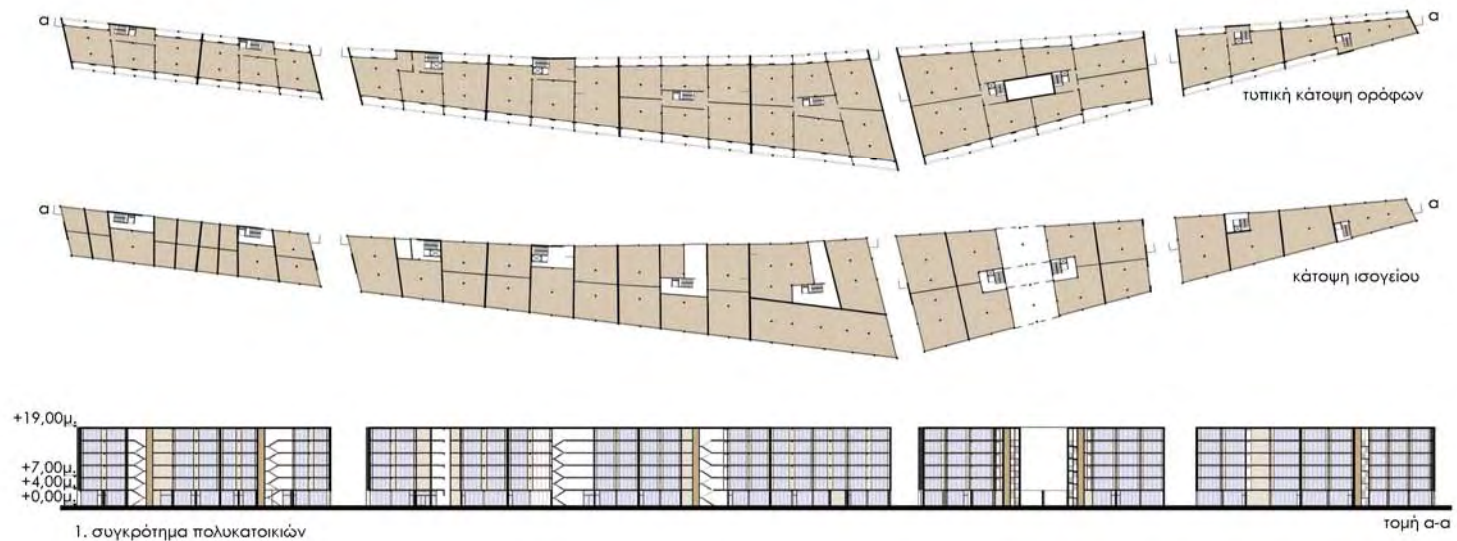 α α
τυπική κάτοψη ορόφων
α α
κάτοψη ισογείου
+19,00μ.
+7,00μ.
+4,00μ.
+0,00μ.
τομή α-α
1. συγκρότημα πολυκατοικιών